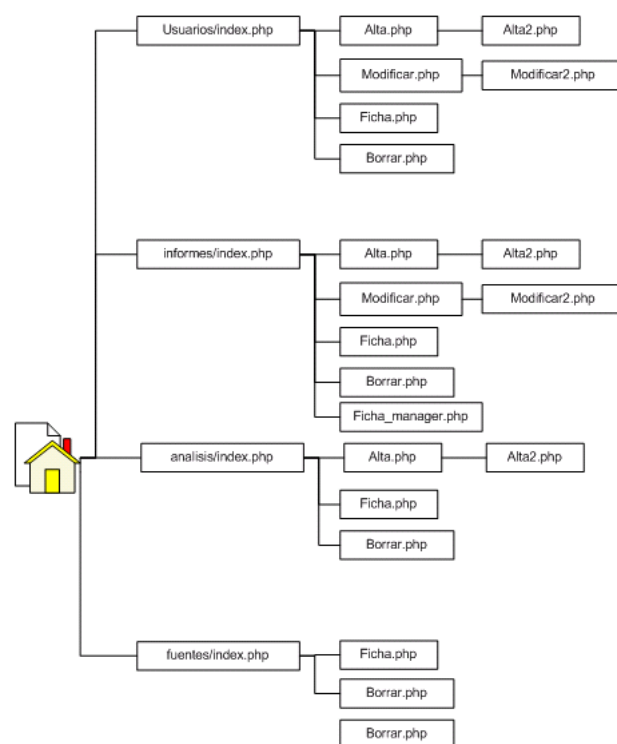 Usuarios/index.php
Alta.php
Alta2.php
Modificar.php
Modificar2.php
Ficha.php
Borrar.php
informes/index.php
Alta.php
Alta2.php
Modificar.php
Modificar2.php
Ficha.php
Borrar.php
Ficha_manager.php
analisis/index.php
Alta.php
Alta2.php
Ficha.php
Borrar.php
fuentes/index.php
Ficha.php
Borrar.php
Borrar.php